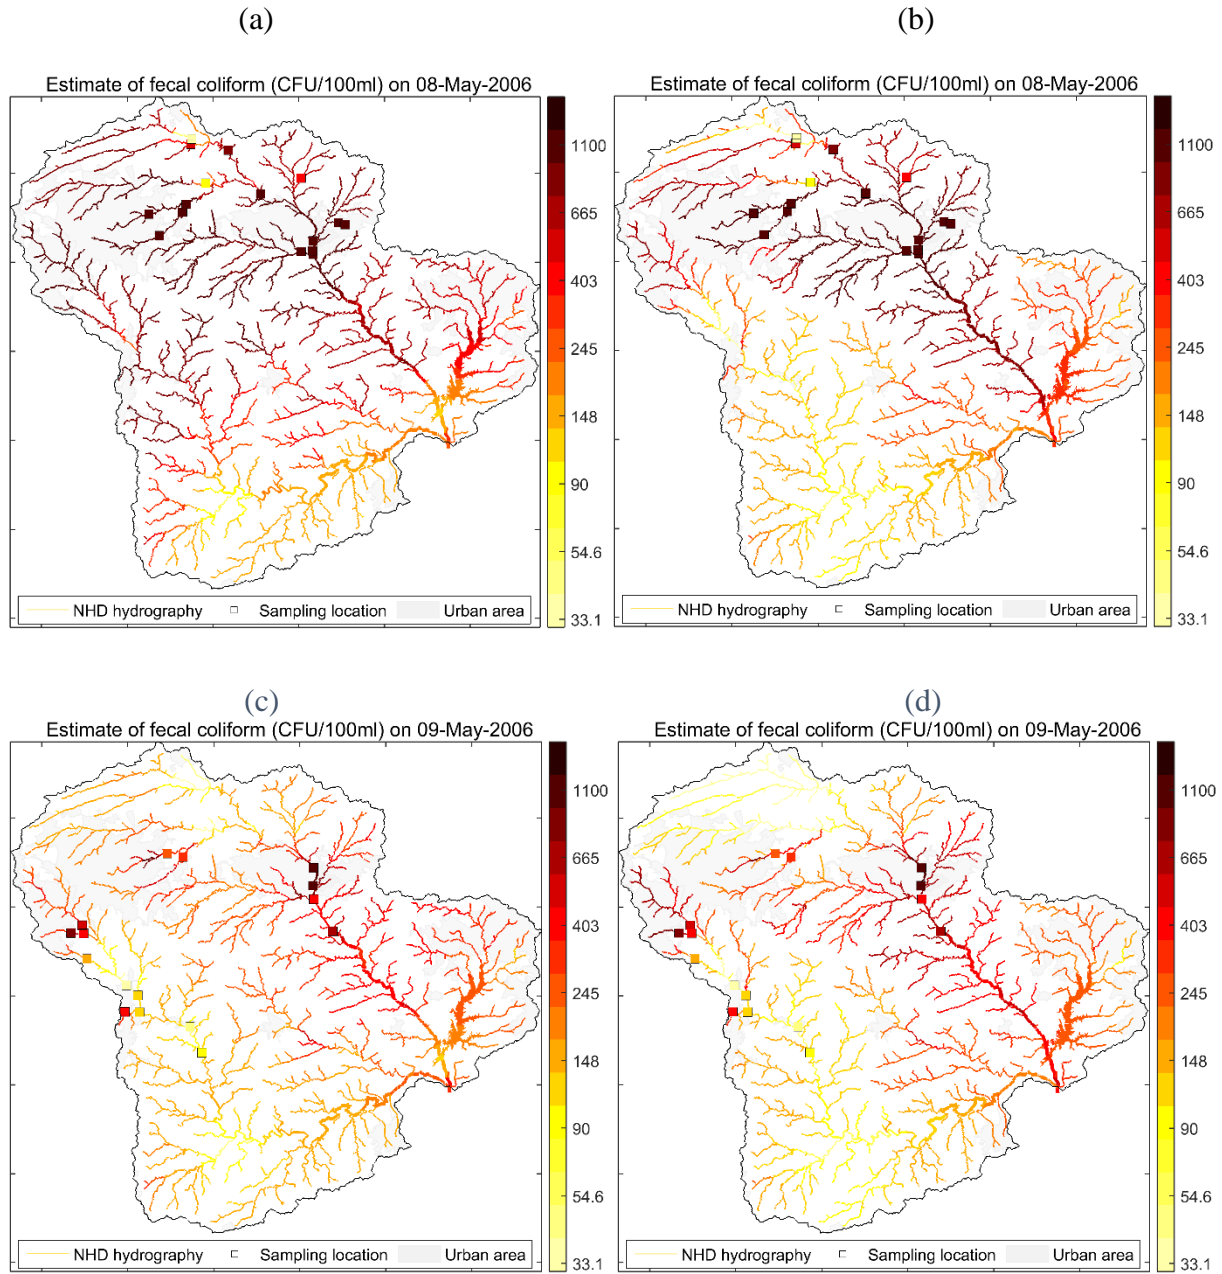 (a)
(b)
Estimate of fecal coliform (CFU/100ml) on 08-May-2006
1100
665
403
245
148
90
54.6
33.1
NHD hydrography Sampling location Urban area
Estimate of fecal coliform (CFU/100ml) on 08-May-2006
1100
665
403
245
148
90
54.6
33.1
NHD hydrography Sampling location Urban area
(c)
(d)
Estimate of fecal coliform (CFU/100ml) on 09-May-2006
1100
665
403
245
148
90
54.6
33.1
NHD hydrography Sampling location Urban area
Estimate of fecal coliform (CFU/100ml) on 09-May-2006
1100
665
403
245
148
90
54.6
33.1
NHD hydrography Sampling location Urban area